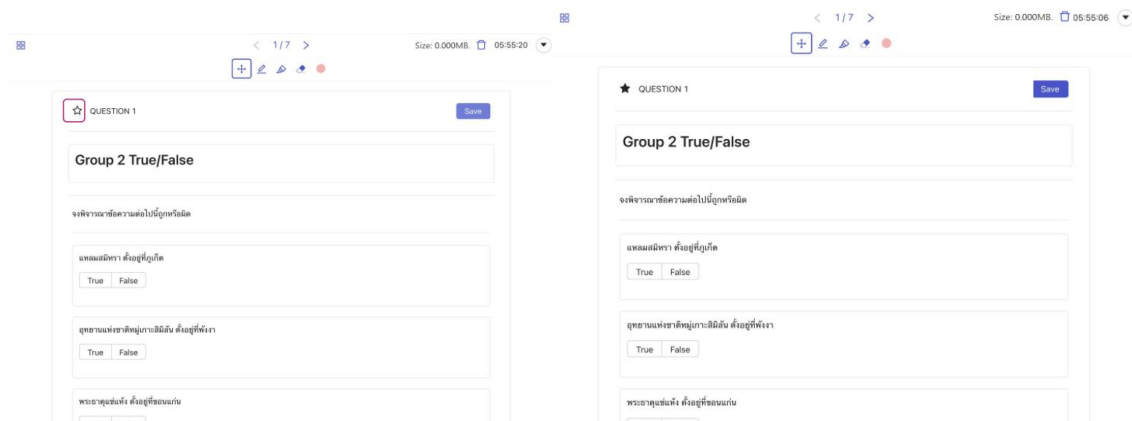 1 / 7
Size: 0.000MB.
05:55:20
QUESTION 1
Save
Group 2 True/False
จงพิจารณาข้อความต่อไปนี้ถูกหรือผิด
แหลมสมิหรา ตั้งอยู่ที่ภูเก็ต
True False
อุทยานแห่งชาติหมู่เกาะสิมิลัน ตั้งอยู่ที่พังงา
True False
พระธาตุแช่แห้ง ตั้งอยู่ที่ขอนแก่น
1 / 7
Size: 0.000MB.
05:55:06
QUESTION 1
Save
Group 2 True/False
จงพิจารณาข้อความต่อไปนี้ถูกหรือผิด
แหลมสมิหรา ตั้งอยู่ที่ภูเก็ต
True False
อุทยานแห่งชาติหมู่เกาะสิมิลัน ตั้งอยู่ที่พังงา
True False
พระธาตุแช่แห้ง ตั้งอยู่ที่ขอนแก่น